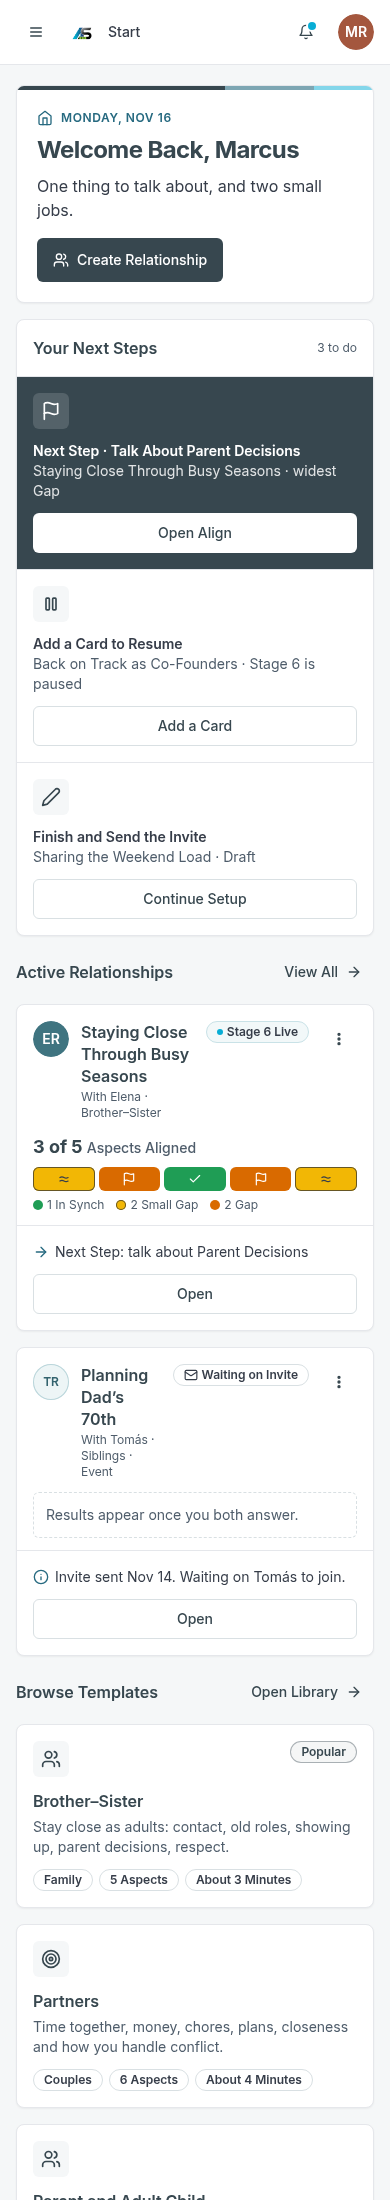 Start
MR
MONDAY, NOV 16
Welcome Back, Marcus
One thing to talk about, and two small
jobs.
Create Relationship
Your Next Steps
3 to do
Next Step · Talk About Parent Decisions
Staying Close Through Busy Seasons · widest
Gap
Open Align
Add a Card to Resume
Back on Track as Co-Founders · Stage 6 is
paused
Add a Card
Finish and Send the Invite
Sharing the Weekend Load · Draft
Continue Setup
Active Relationships
View All
ER
Staying Close
Through Busy
Seasons
Stage 6 Live
With Elena ·
Brother–Sister
3 of 5 Aspects Aligned
1 In Synch
2 Small Gap
2 Gap
Next Step: talk about Parent Decisions
Open
TR
Planning
Dad’s
70th
Waiting on Invite
With Tomás ·
Siblings ·
Event
Results appear once you both answer.
Invite sent Nov 14. Waiting on Tomás to join.
Open
Browse Templates
Open Library
Popular
Brother–Sister
Stay close as adults: contact, old roles, showing
up, parent decisions, respect.
Family
5 Aspects
About 3 Minutes
Partners
Time together, money, chores, plans, closeness
and how you handle conflict.
Couples
6 Aspects
About 4 Minutes
Parent and Adult Child